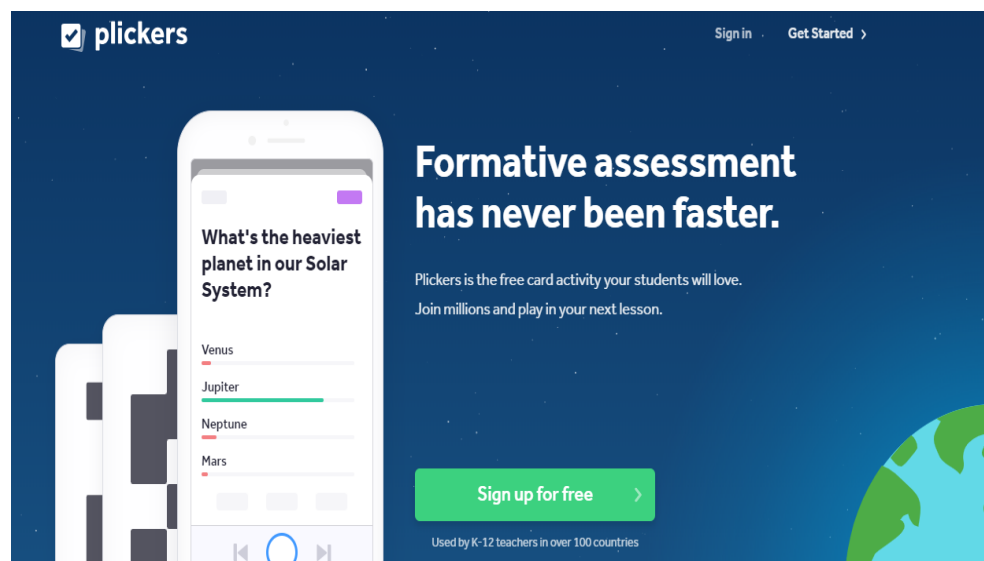 plickers
Sign in
Get Started
Formative assessment
has never been faster.
Plickers is the free card activity your students will love.
Join millions and play in your next lesson.
What's the heaviest
planet in our Solar
System?
Venus
Jupiter
Neptune
Mars
Sign up for free
Used by K-12 teachers in over 100 countries